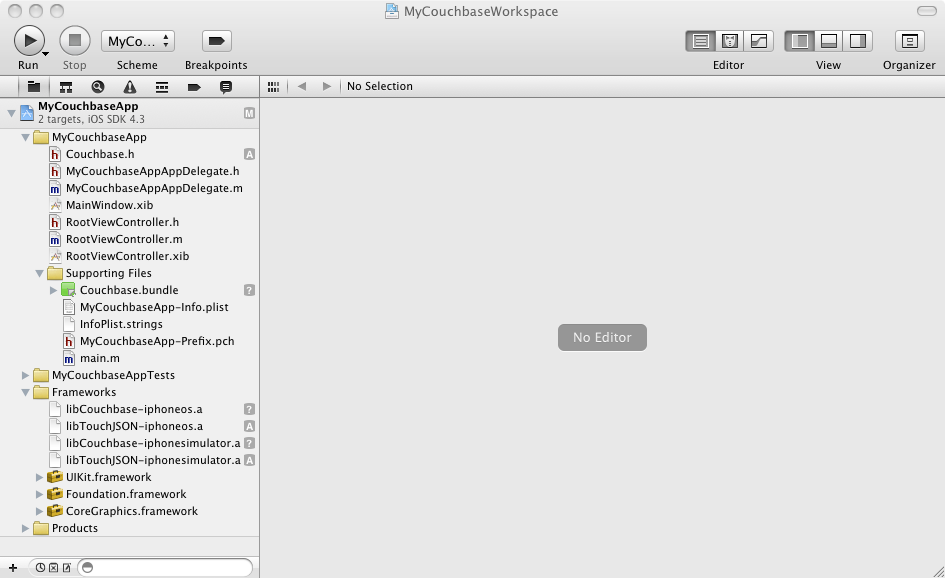 MyCouchbaseWorkspace
MyCo...
Run
Stop
Scheme
Breakpoints
Editor
View
Organizer
No Selection
MyCouchbaseApp
M
2 targets, iOS SDK 4.3
MyCouchbaseApp
h Couchbase.h A
h MyCouchbaseAppAppDelegate.h
m MyCouchbaseAppAppDelegate.m
MainWindow.xib
h RootViewController.h
m RootViewController.m
RootViewController.xib
Supporting Files
Couchbase.bundle ?
MyCouchbaseApp-Info.plist
InfoPlist.strings
h MyCouchbaseApp-Prefix.pch
m main.m
MyCouchbaseAppTests
Frameworks
libCouchbase-iphoneos.a ?
libTouchJSON-iphoneos.a A
libCouchbase-iphonesimulator.a ?
libTouchJSON-iphonesimulator.a A
UIKit.framework
Foundation.framework
CoreGraphics.framework
Products
No Editor